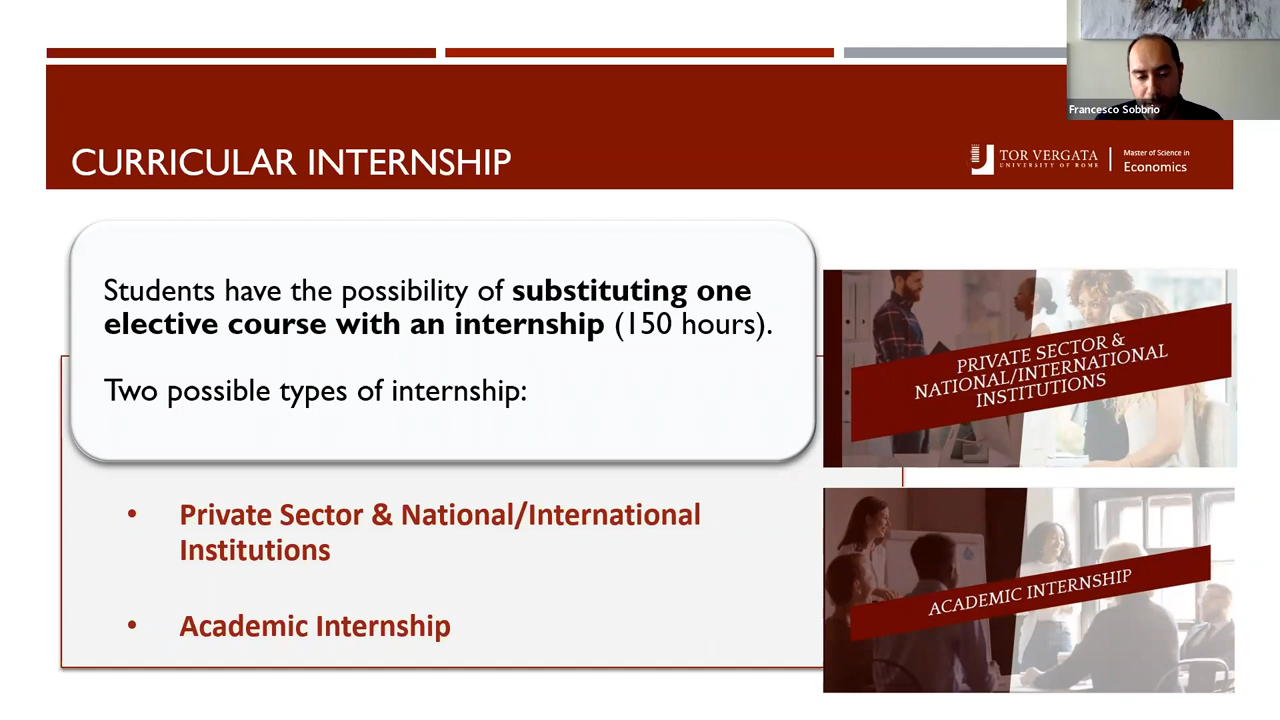 Francesco Sobbrio
CURRICULAR INTERNSHIP
TOR VERGATA
UNIVERSITY OF ROME
Master of Science in
Economics
Students have the possibility of substituting one
elective course with an internship (150 hours).
Two possible types of internship:
• Private Sector & National/International
Institutions
• Academic Internship
PRIVATE SECTOR &
NATIONAL/INTERNATIONAL
INSTITUTIONS
ACADEMIC INTERNSHIP